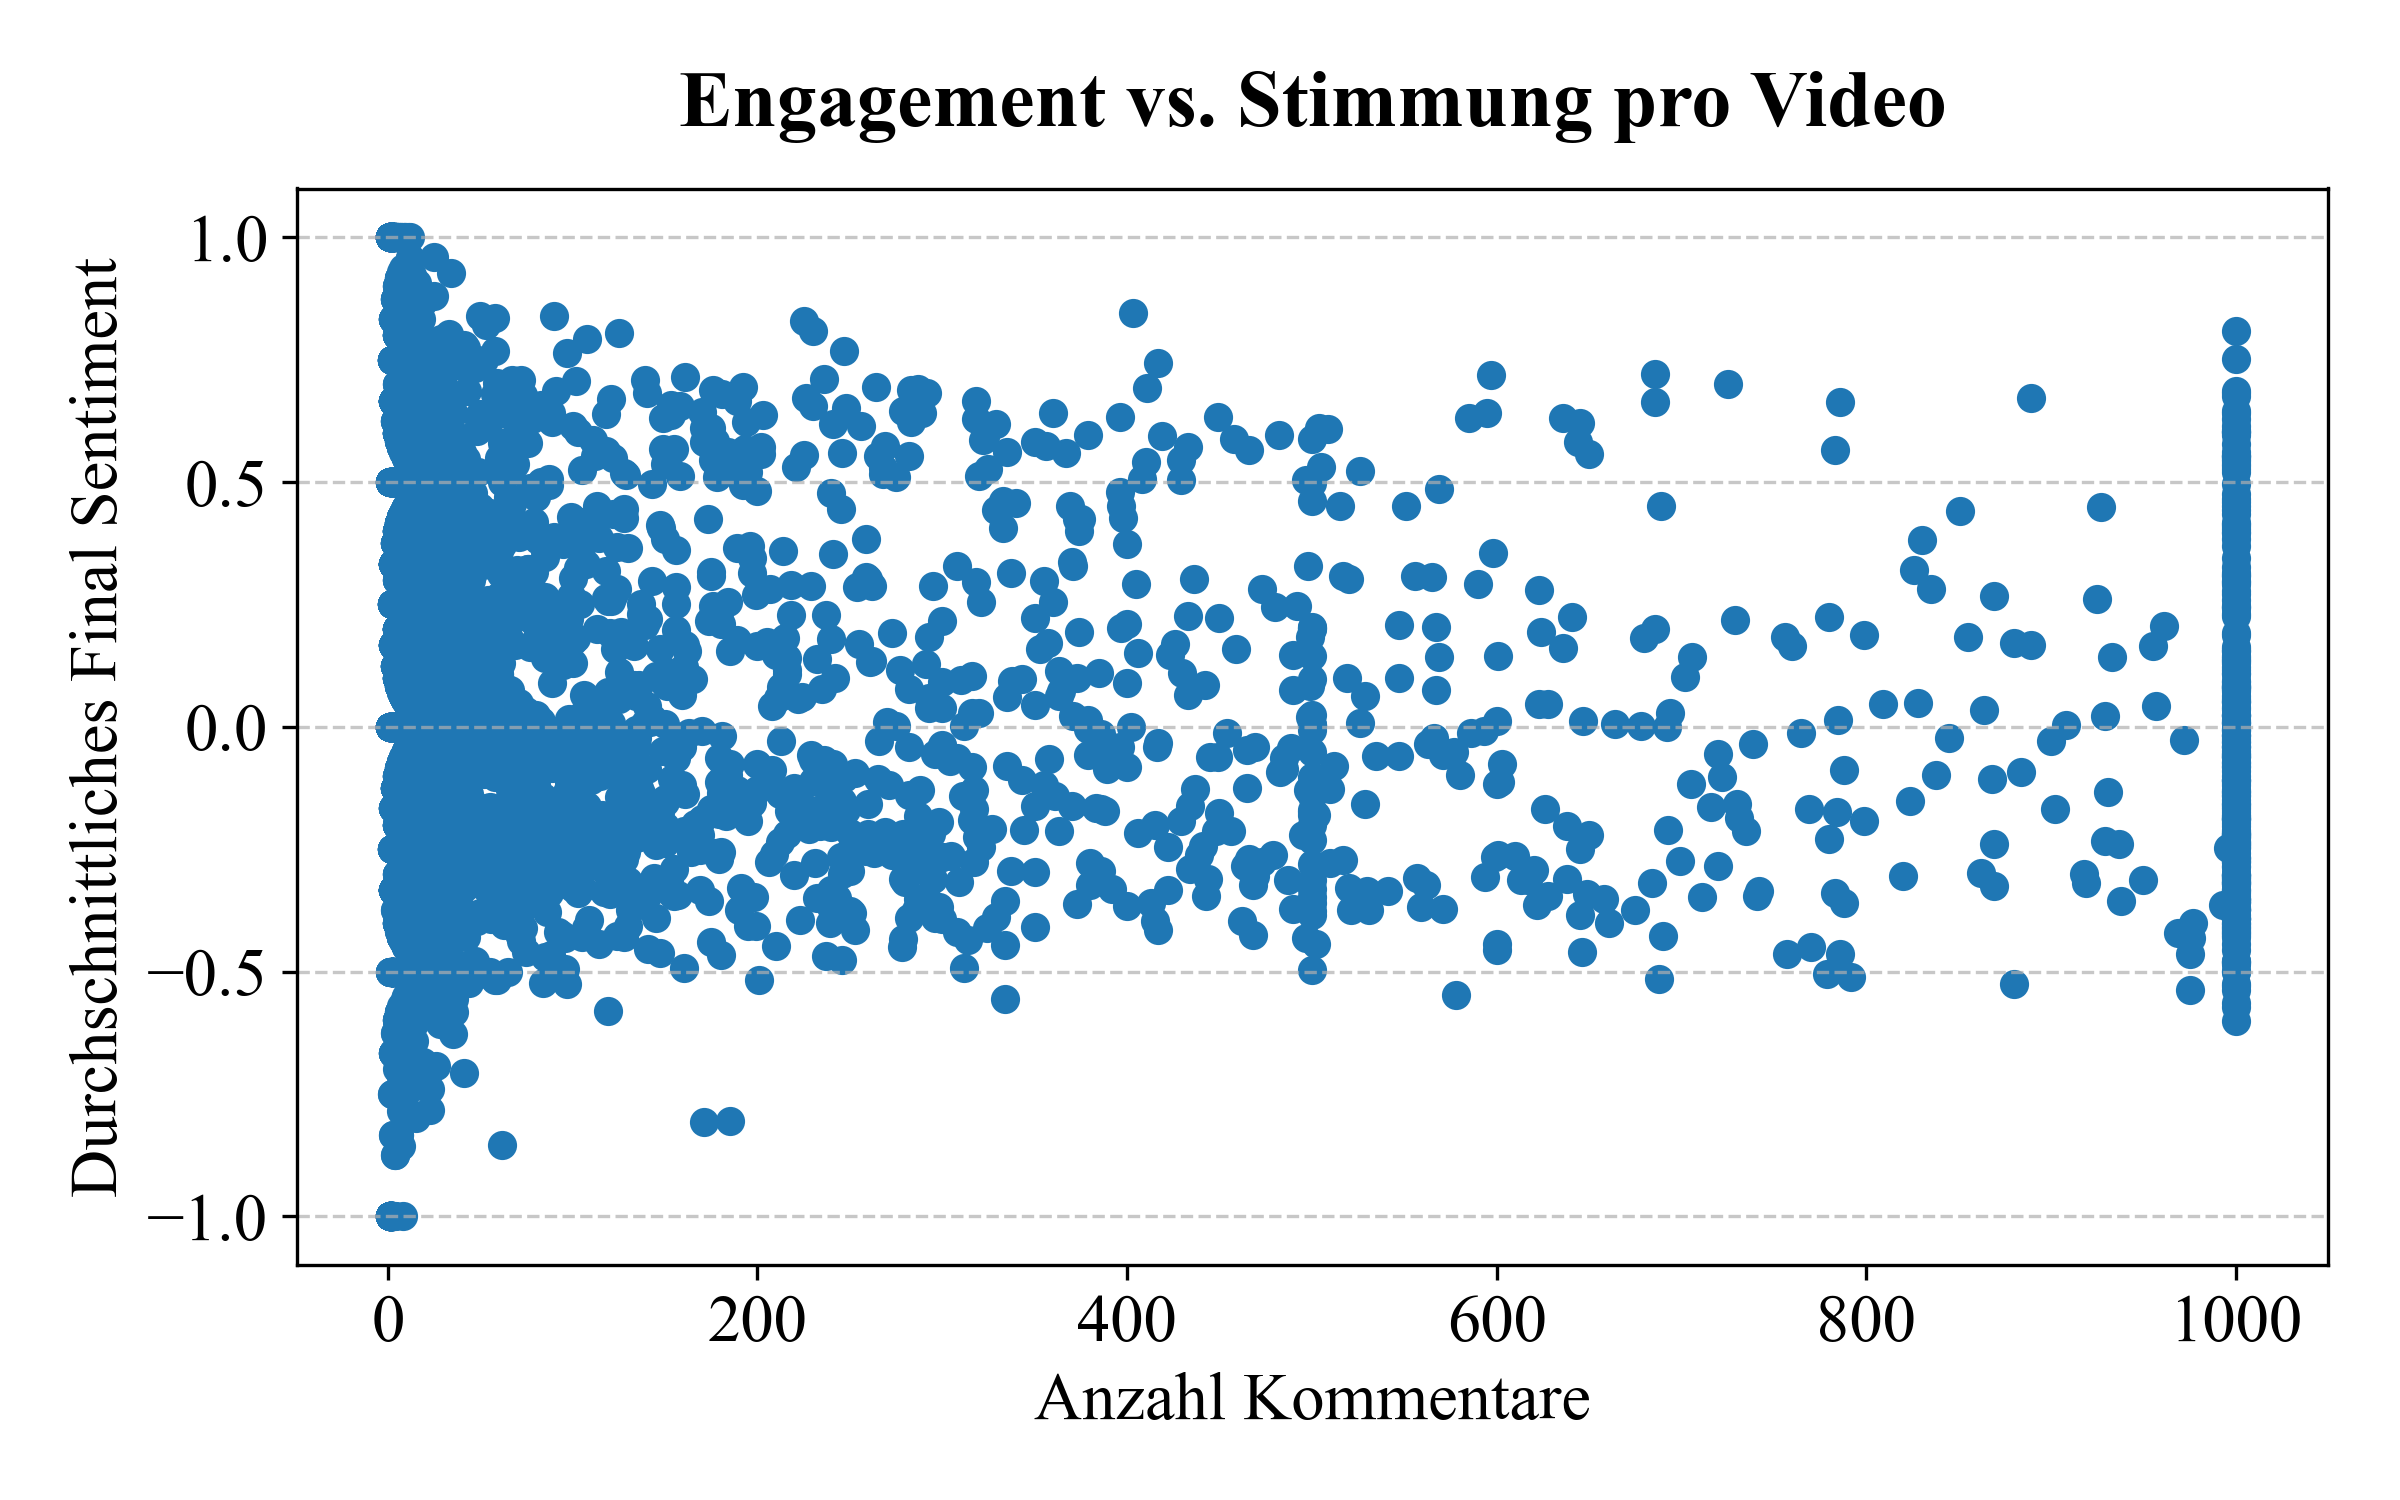 Engagement vs. Stimmung pro Video
Durchschnittliches Final Sentiment
1.0
0.5
0.0
−0.5
−1.0
0 200 400 600 800 1000
Anzahl Kommentare